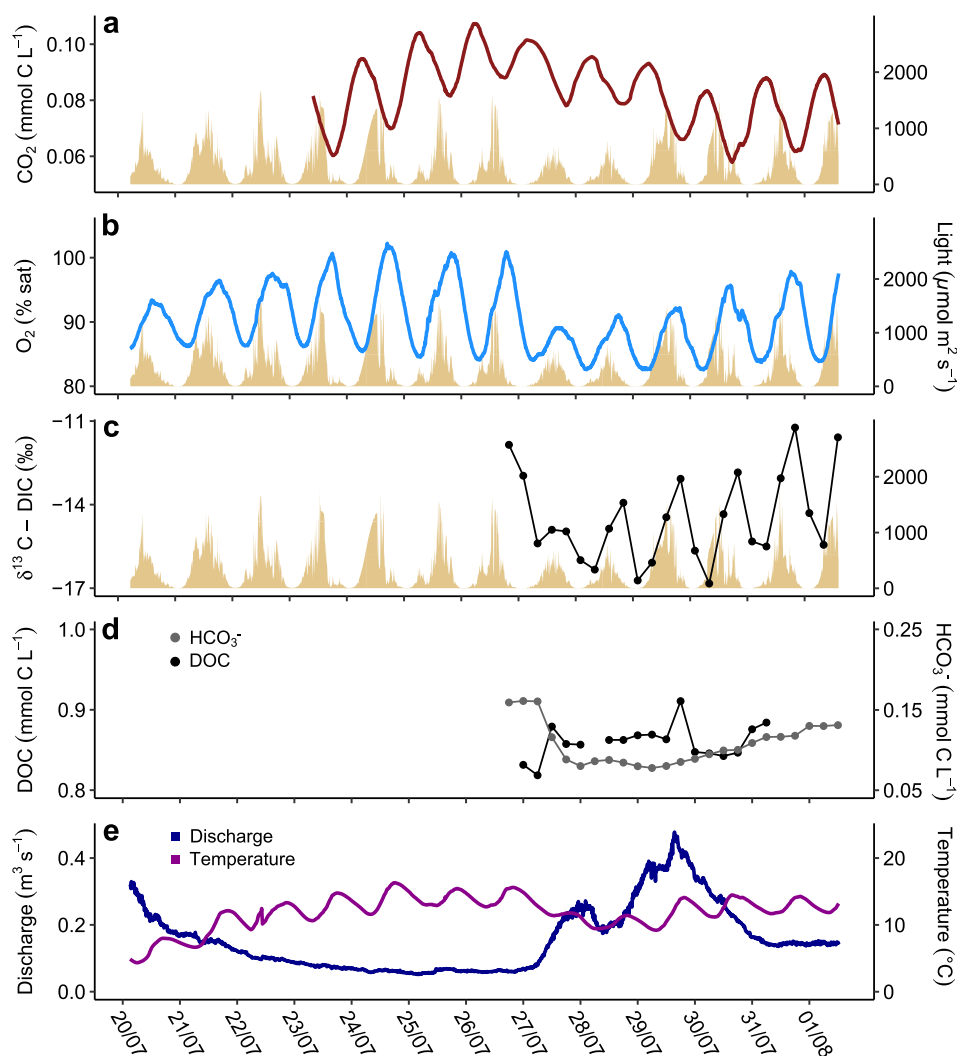 a
CO₂ (mmol C L⁻¹)
0.10
0.08
0.06
2000
1000
0
b
O₂ (% sat)
100
90
80
2000
1000
0
Light (μmol m² s⁻¹)
c
δ¹³ C − DIC (‰)
−11
−14
−17
2000
1000
0
d
DOC (mmol C L⁻¹)
1.0
0.9
0.8
HCO₃⁻
DOC
0.25
0.15
0.05
HCO₃⁻ (mmol C L⁻¹)
e
Discharge (m³ s⁻¹)
0.4
0.2
0.0
Discharge
Temperature
20
10
0
Temperature (°C)
20/07
21/07
22/07
23/07
24/07
25/07
26/07
27/07
28/07
29/07
30/07
31/07
01/08